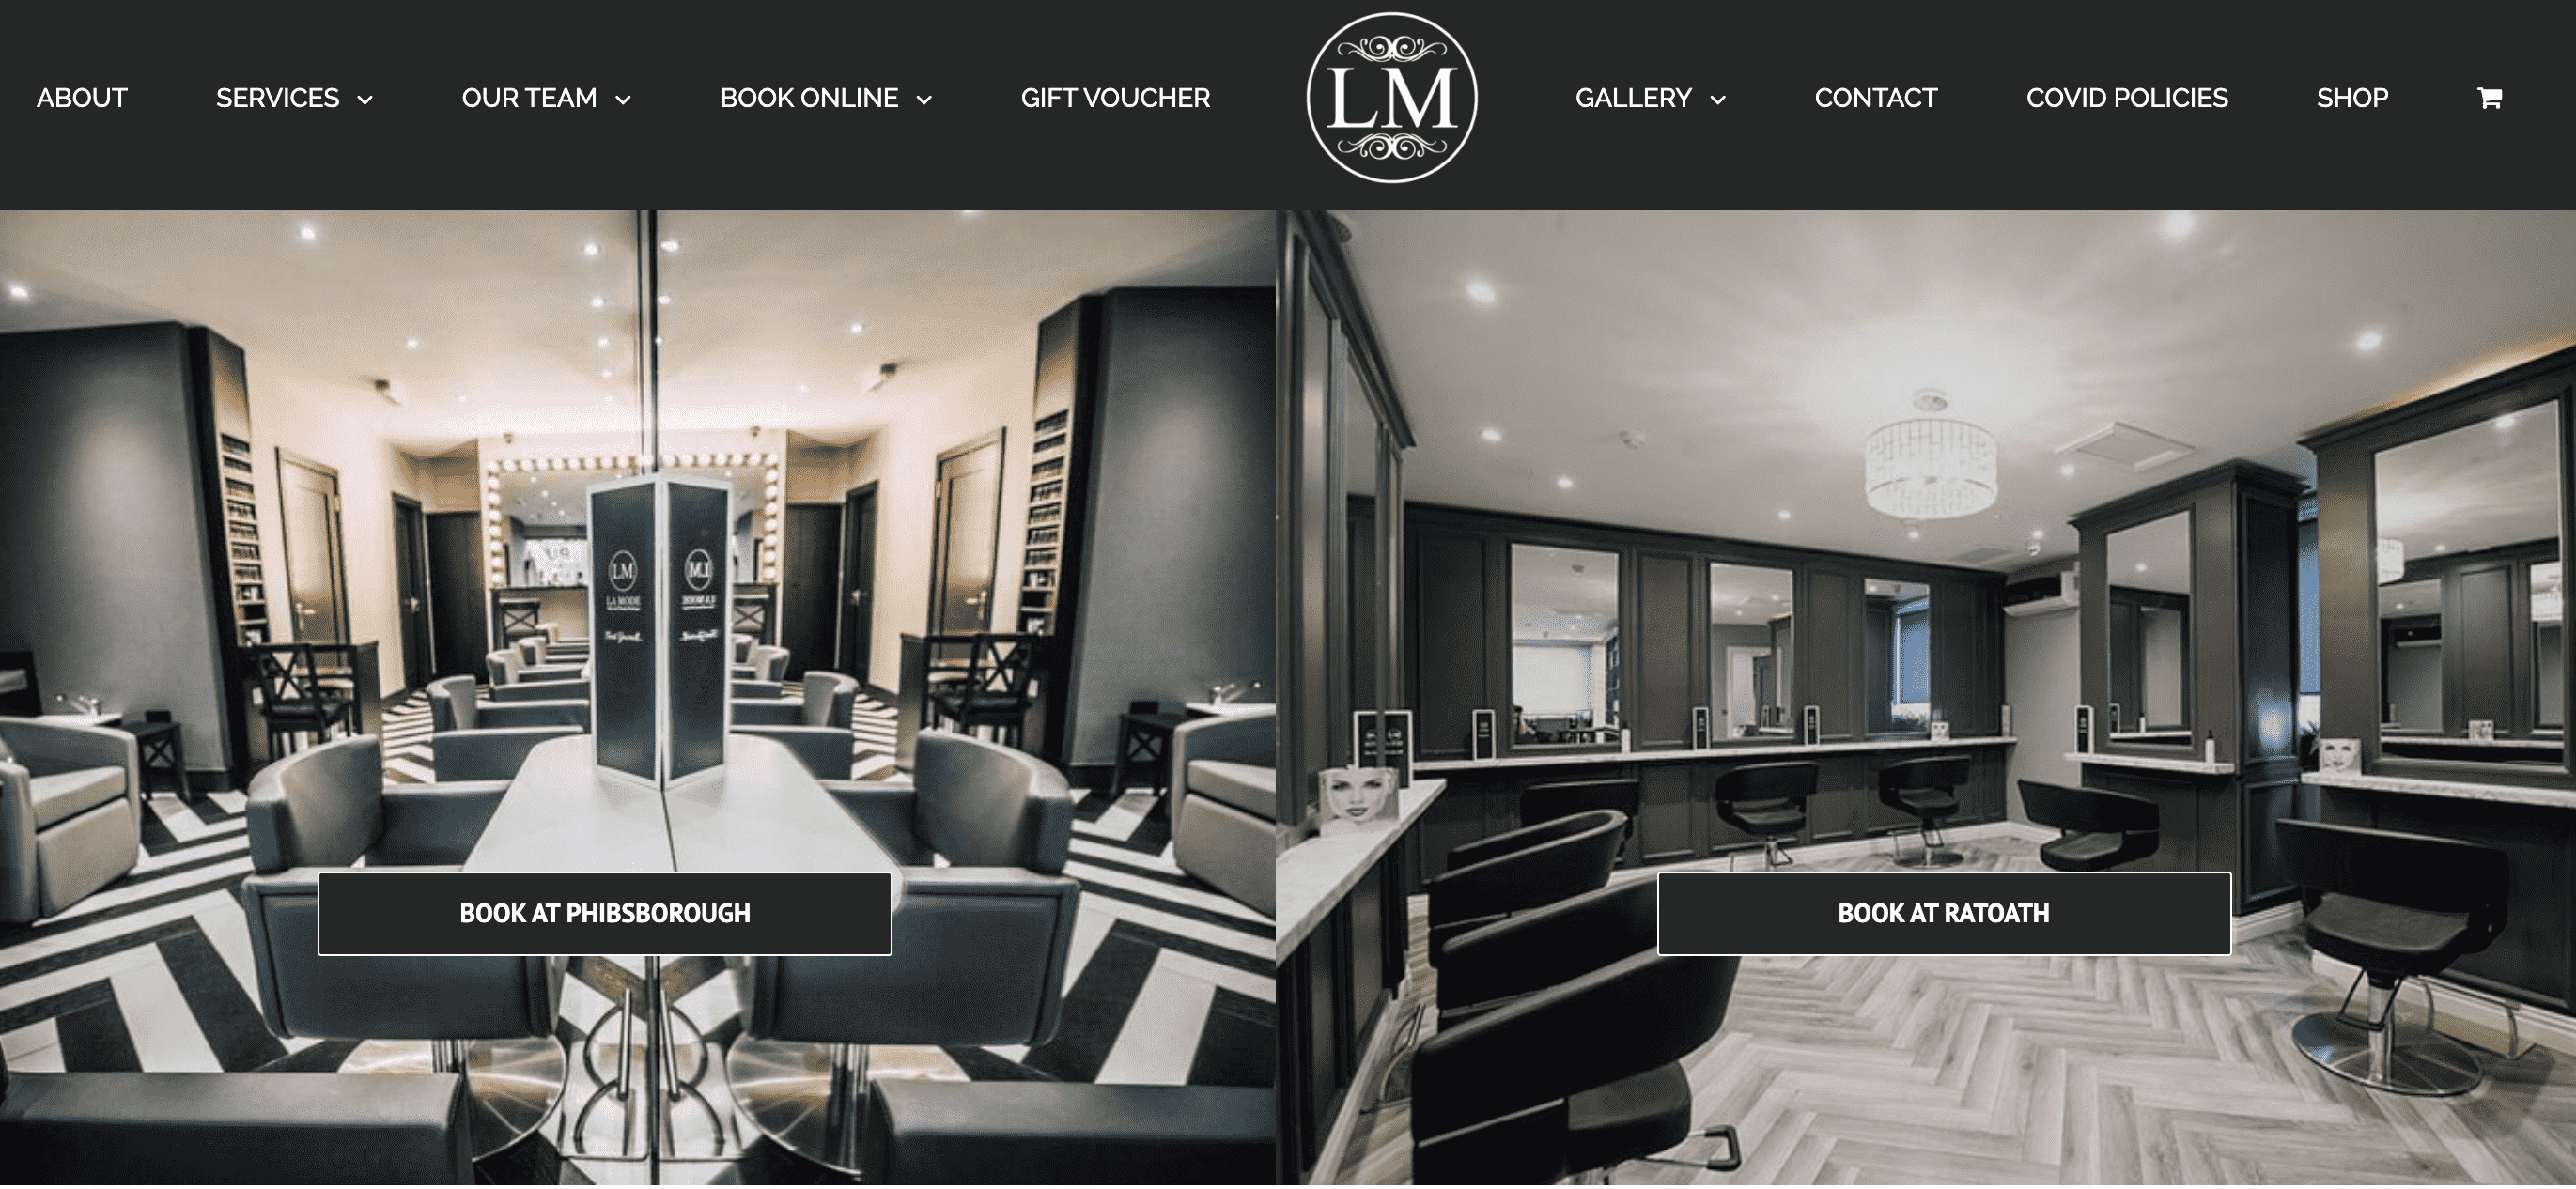 ABOUT
SERVICES
OUR TEAM
BOOK ONLINE
GIFT VOUCHER
LM
GALLERY
CONTACT
COVID POLICIES
SHOP
LM
LA MODE
BOOK AT PHIBSBOROUGH
BOOK AT RATOATH